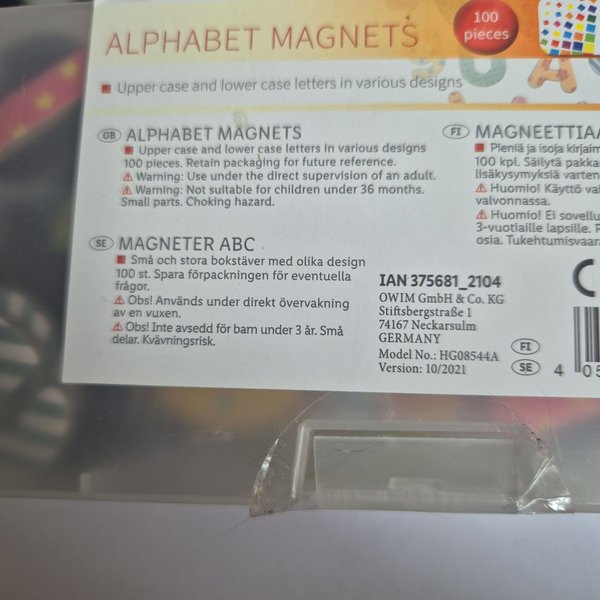 ALPHABET MAGNETS
100
pieces
Upper case and lower case letters in various designs
GB ALPHABET MAGNETS
Upper case and lower case letters in various designs
100 pieces. Retain packaging for future reference.
Warning: Use under the direct supervision of an adult.
Warning: Not suitable for children under 36 months.
Small parts. Choking hazard.
SE MAGNETER ABC
Små och stora bokstäver med olika design
100 st. Spara förpackningen för eventuella
frågor.
Obs! Används under direkt övervakning
av en vuxen.
Obs! Inte avsedd för barn under 3 år. Små
delar. Kvävningsrisk.
FI MAGNEETTIAA
Pieniä ja isoja kirjaim
100 kpl. Säilytä pakka
lisäkysymyksiä varten
Huomio! Käyttö va
valvonnassa.
Huomio! Ei sovellu
3-vuotiaille lapsille. P
osia. Tukehtumisvaara
IAN 375681_2104
OWIM GmbH & Co. KG
Stiftsbergstraße 1
74167 Neckarsulm
GERMANY
Model No.: HG08544A
Version: 10/2021
FI
SE
4 05